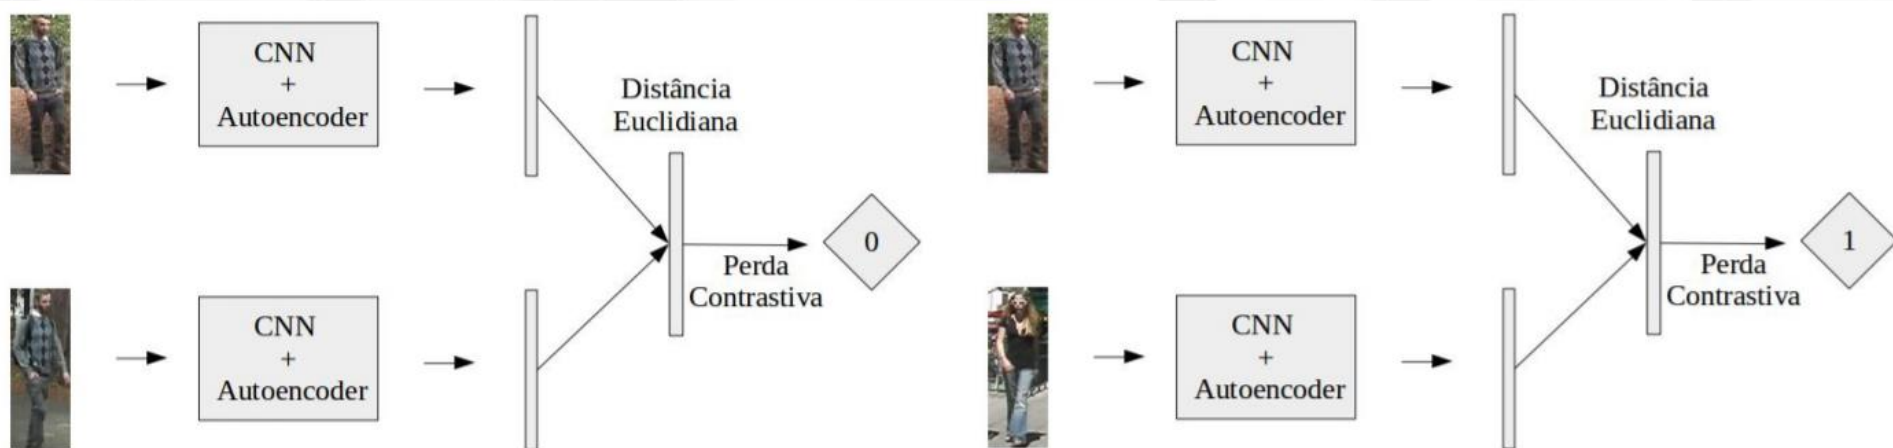 CNN
+
Autoencoder
Distância
Euclidiana
0
Perda
Contrastiva
CNN
+
Autoencoder
CNN
+
Autoencoder
Distância
Euclidiana
1
Perda
Contrastiva
CNN
+
Autoencoder